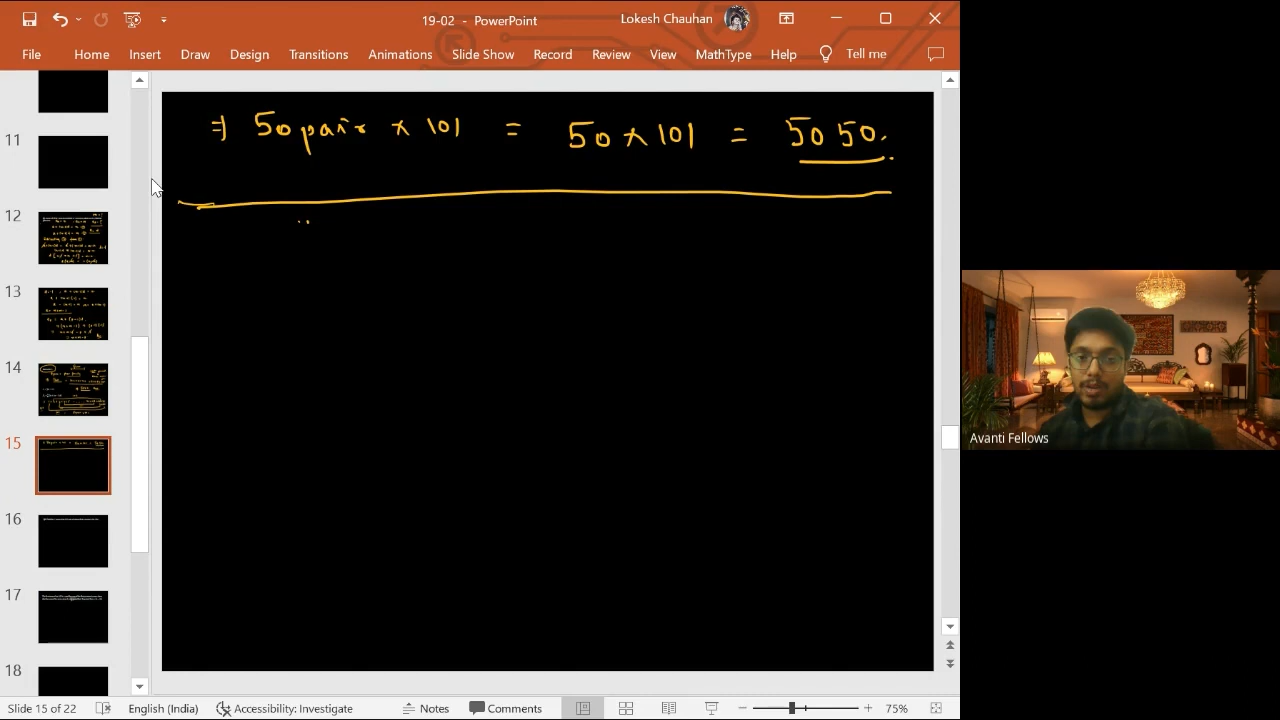 19-02 - PowerPoint
Lokesh Chauhan
File Home Insert Draw Design Transitions Animations Slide Show Record Review View MathType Help Tell me
⇒ 50 pairs × 101 = 50 × 101 = 5050.
11
12
13
14
15
16
17
18
Avanti Fellows
Slide 15 of 22 English (India) Accessibility: Investigate Notes Comments 75%